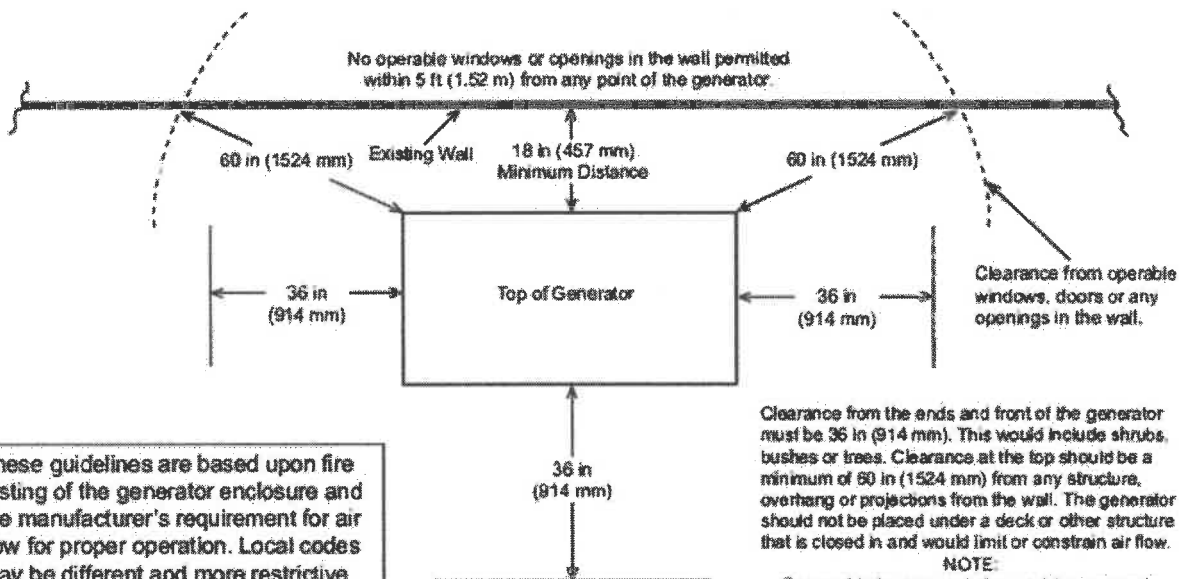 No operable windows or openings in the wall permitted
within 5 ft (1.52 m) from any point of the generator.
60 in (1524 mm)
Existing Wall
18 in (457 mm)
Minimum Distance
60 in (1524 mm)
36 in
(914 mm)
Top of Generator
36 in
(914 mm)
Clearance from operable
windows, doors or any
openings in the wall.
36 in
(914 mm)
Clearance from the ends and front of the generator
must be 36 in (914 mm). This would include shrubs,
bushes or trees. Clearance at the top should be a
minimum of 60 in (1524 mm) from any structure,
overhang or projections from the wall. The generator
should not be placed under a deck or other structure
that is closed in and would limit or constrain air flow.
NOTE:
hese guidelines are based upon fire
sting of the generator enclosure and
e manufacturer's requirement for air
ow for proper operation. Local codes
ay be different and more restrictive